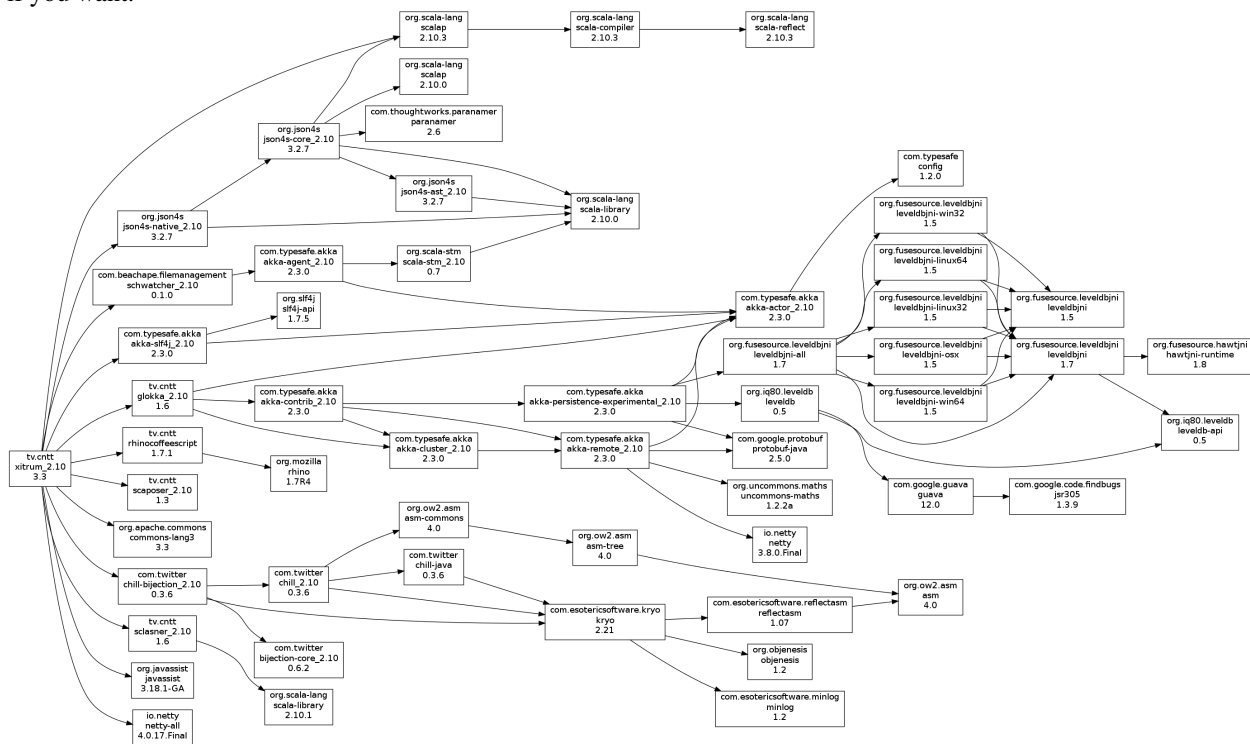 if you want.
org.scala-lang
scalap
2.10.3
org.scala-lang
scala-compiler
2.10.3
org.scala-lang
scala-reflect
2.10.3
org.scala-lang
scalap
2.10.0
com.thoughtworks.paranamer
paranamer
2.6
org.json4s
json4s-core_2.10
3.2.7
com.typesafe
config
1.2.0
org.json4s
json4s-ast_2.10
3.2.7
org.scala-lang
scala-library
2.10.0
org.fusesource.leveldbjni
leveldbjni-win32
1.5
org.json4s
json4s-native_2.10
3.2.7
com.typesafe.akka
akka-agent_2.10
2.3.0
org.scala-stm
scala-stm_2.10
0.7
org.fusesource.leveldbjni
leveldbjni-linux64
1.5
com.beachape.filemanagement
schwatcher_2.10
0.1.0
org.slf4j
slf4j-api
1.7.5
com.typesafe.akka
akka-actor_2.10
2.3.0
org.fusesource.leveldbjni
leveldbjni-linux32
1.5
org.fusesource.leveldbjni
leveldbjni
1.5
com.typesafe.akka
akka-slf4j_2.10
2.3.0
org.fusesource.leveldbjni
leveldbjni-all
1.7
org.fusesource.leveldbjni
leveldbjni-osx
1.5
org.fusesource.leveldbjni
leveldbjni
1.7
org.fusesource.hawtjni
hawtjni-runtime
1.8
tv.cntt
glokka_2.10
1.6
com.typesafe.akka
akka-contrib_2.10
2.3.0
com.typesafe.akka
akka-persistence-experimental_2.10
2.3.0
org.iq80.leveldb
leveldb
0.5
org.fusesource.leveldbjni
leveldbjni-win64
1.5
org.iq80.leveldb
leveldb-api
0.5
tv.cntt
rhinocoffeescript
1.7.1
com.typesafe.akka
akka-cluster_2.10
2.3.0
com.typesafe.akka
akka-remote_2.10
2.3.0
com.google.protobuf
protobuf-java
2.5.0
tv.cntt
xitrum_2.10
3.3
org.mozilla
rhino
1.7R4
tv.cntt
scaposer_2.10
1.3
org.uncommons.maths
uncommons-maths
1.2.2a
com.google.guava
guava
12.0
com.google.code.findbugs
jsr305
1.3.9
org.apache.commons
commons-lang3
3.3
org.ow2.asm
asm-commons
4.0
org.ow2.asm
asm-tree
4.0
io.netty
netty
3.8.0.Final
com.twitter
chill-bijection_2.10
0.3.6
com.twitter
chill_2.10
0.3.6
com.twitter
chill-java
0.3.6
org.ow2.asm
asm
4.0
tv.cntt
sclasner_2.10
1.6
com.esotericsoftware.kryo
kryo
2.21
com.esotericsoftware.reflectasm
reflectasm
1.07
com.twitter
bijection-core_2.10
0.6.2
org.objenesis
objenesis
1.2
org.javassist
javassist
3.18.1-GA
org.scala-lang
scala-library
2.10.1
com.esotericsoftware.minlog
minlog
1.2
io.netty
netty-all
4.0.17.Final